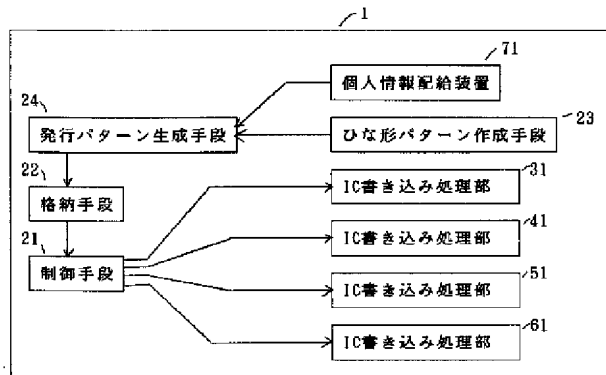 1
71
個人情報配給装置
24
発行パターン生成手段
23
ひな形パターン作成手段
22
格納手段
31
IC書き込み処理部
21
制御手段
41
IC書き込み処理部
51
IC書き込み処理部
61
IC書き込み処理部